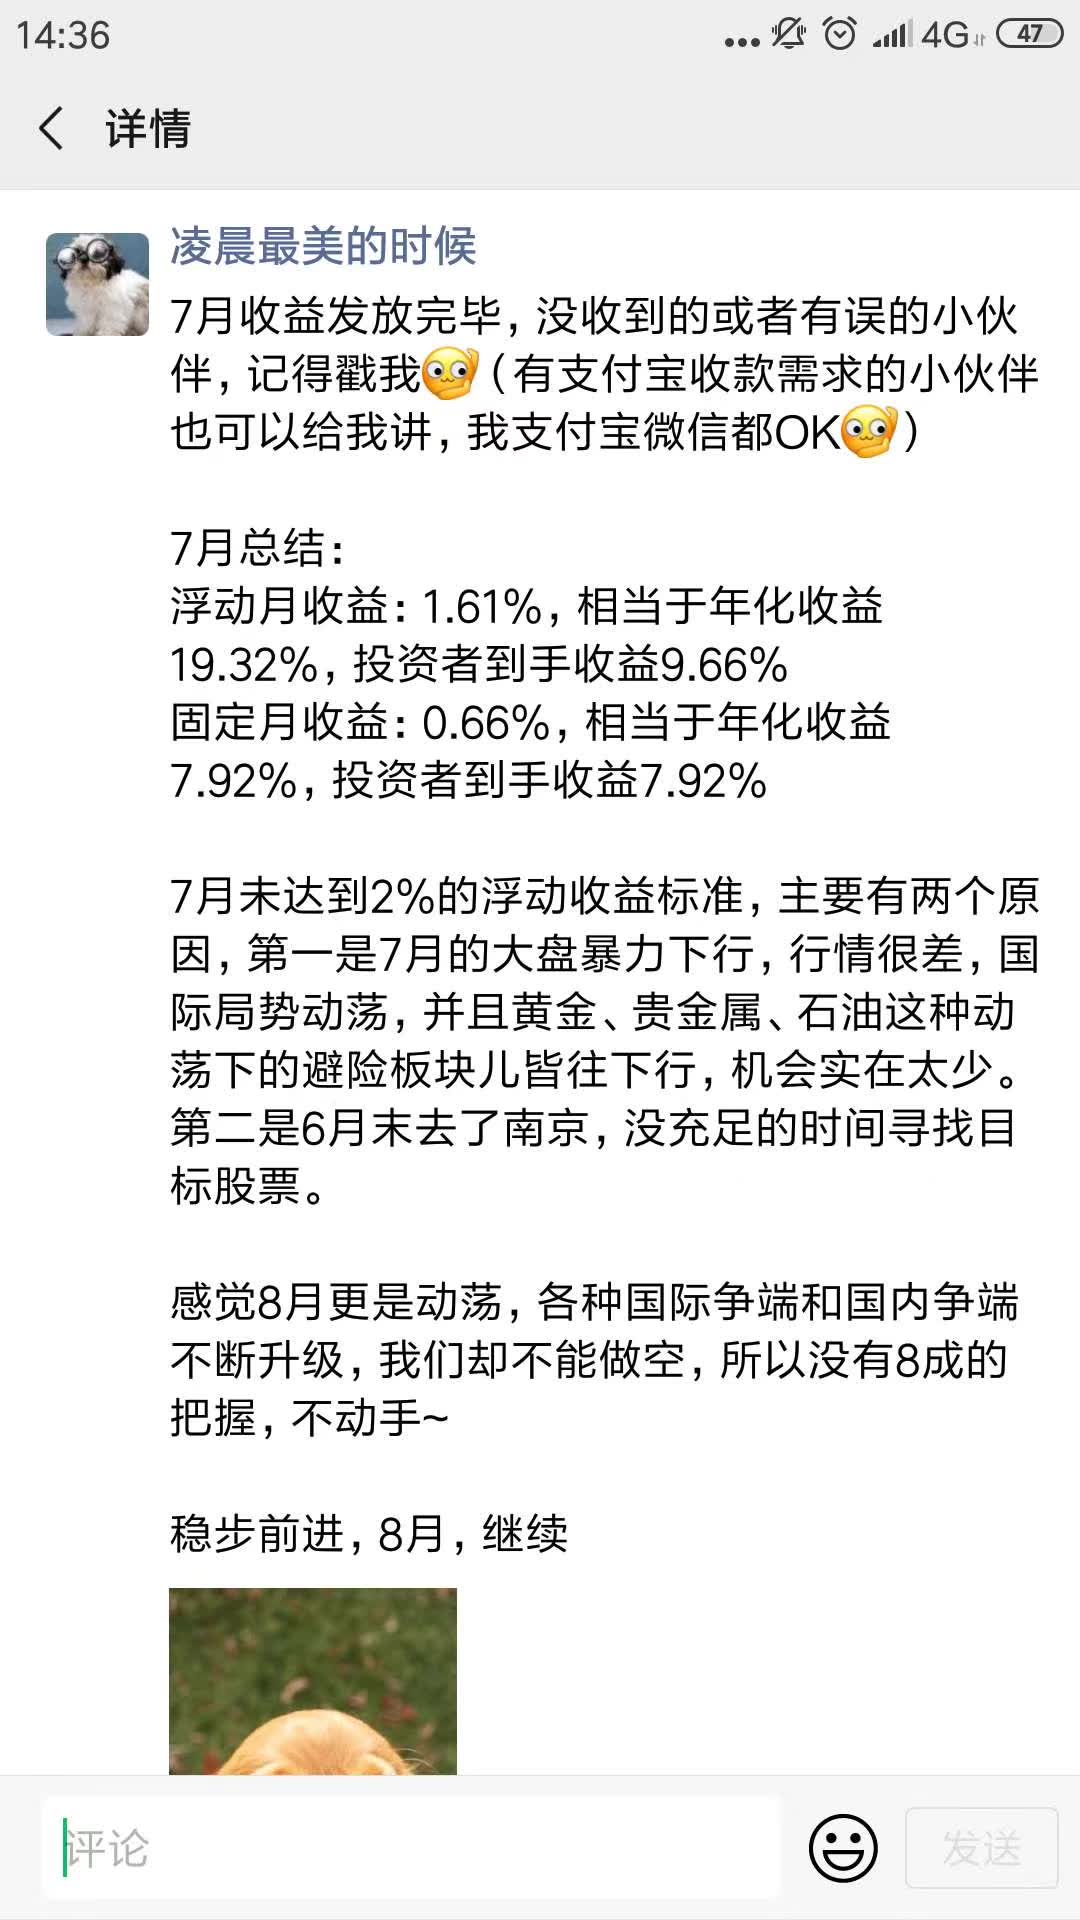 14:36
4G
47
详情
凌晨最美的时候
7月收益发放完毕，没收到的或者有误的小伙
伴，记得戳我（有支付宝收款需求的小伙伴
也可以给我讲，我支付宝微信都OK）
7月总结：
浮动月收益：1.61%，相当于年化收益
19.32%，投资者到手收益9.66%
固定月收益：0.66%，相当于年化收益
7.92%，投资者到手收益7.92%
7月未达到2%的浮动收益标准，主要有两个原
因，第一是7月的大盘暴力下行，行情很差，国
际局势动荡，并且黄金、贵金属、石油这种动
荡下的避险板块儿皆往下行，机会实在太少。
第二是6月末去了南京，没充足的时间寻找目
标股票。
感觉8月更是动荡，各种国际争端和国内争端
不断升级，我们却不能做空，所以没有8成的
把握，不动手~
稳步前进，8月，继续
评论
发送